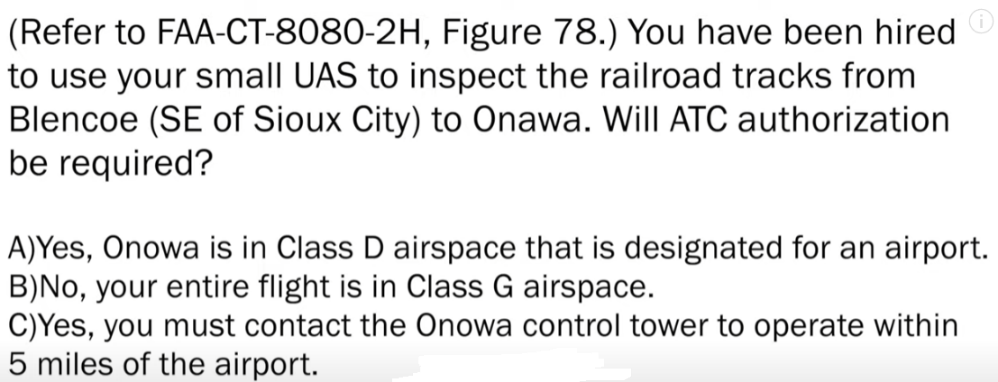 (Refer to FAA-CT-8080-2H, Figure 78.) You have been hired
to use your small UAS to inspect the railroad tracks from
Blencoe (SE of Sioux City) to Onawa. Will ATC authorization
be required?
A)Yes, Onowa is in Class D airspace that is designated for an airport.
B)No, your entire flight is in Class G airspace.
C)Yes, you must contact the Onowa control tower to operate within
5 miles of the airport.